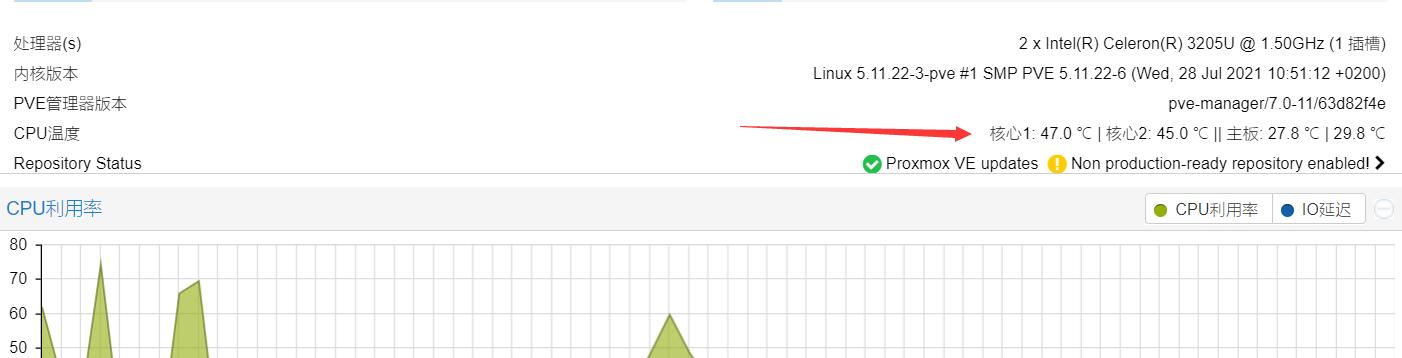 处理器(s) 2 x Intel(R) Celeron(R) 3205U @ 1.50GHz (1 插槽)
内核版本 Linux 5.11.22-3-pve #1 SMP PVE 5.11.22-6 (Wed, 28 Jul 2021 10:51:12 +0200)
PVE管理器版本 pve-manager/7.0-11/63d82f4e
CPU温度 核心1: 47.0 ℃ | 核心2: 45.0 ℃ || 主板: 27.8 ℃ | 29.8 ℃
Repository Status Proxmox VE updates Non production-ready repository enabled!
CPU利用率 CPU利用率 IO延迟
80
70
60
50